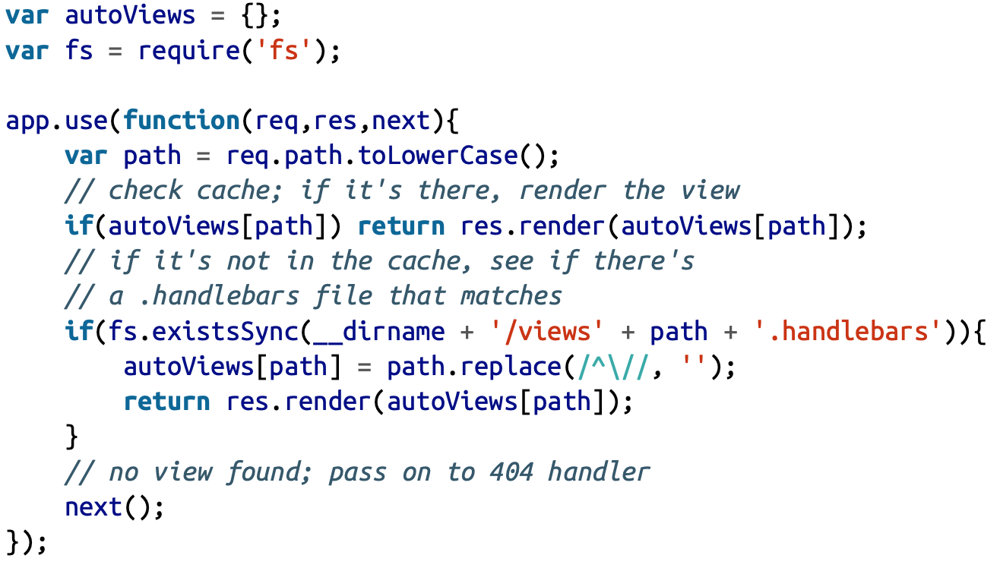 var autoViews = {};
var fs = require('fs');

app.use(function(req,res,next){
    var path = req.path.toLowerCase();
    // check cache; if it's there, render the view
    if(autoViews[path]) return res.render(autoViews[path]);
    // if it's not in the cache, see if there's
    // a .handlebars file that matches
    if(fs.existsSync(__dirname + '/views' + path + '.handlebars')){
        autoViews[path] = path.replace(/^\//, '');
        return res.render(autoViews[path]);
    }
    // no view found; pass on to 404 handler
    next();
});